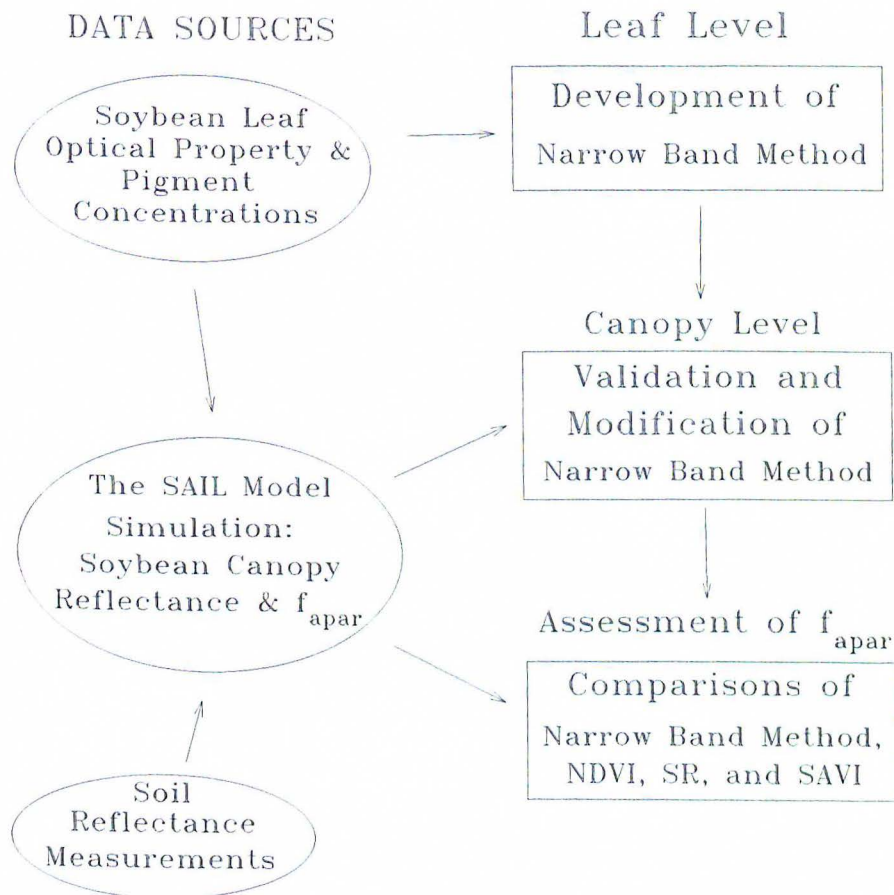 DATA SOURCES
Soybean Leaf
Optical Property &
Pigment
Concentrations
The SAIL Model
Simulation:
Soybean Canopy
Reflectance & f apar
Soil
Reflectance
Measurements
Leaf Level
Development of
Narrow Band Method
Canopy Level
Validation and
Modification of
Narrow Band Method
Assessment of f apar
Comparisons of
Narrow Band Method,
NDVI, SR, and SAVI